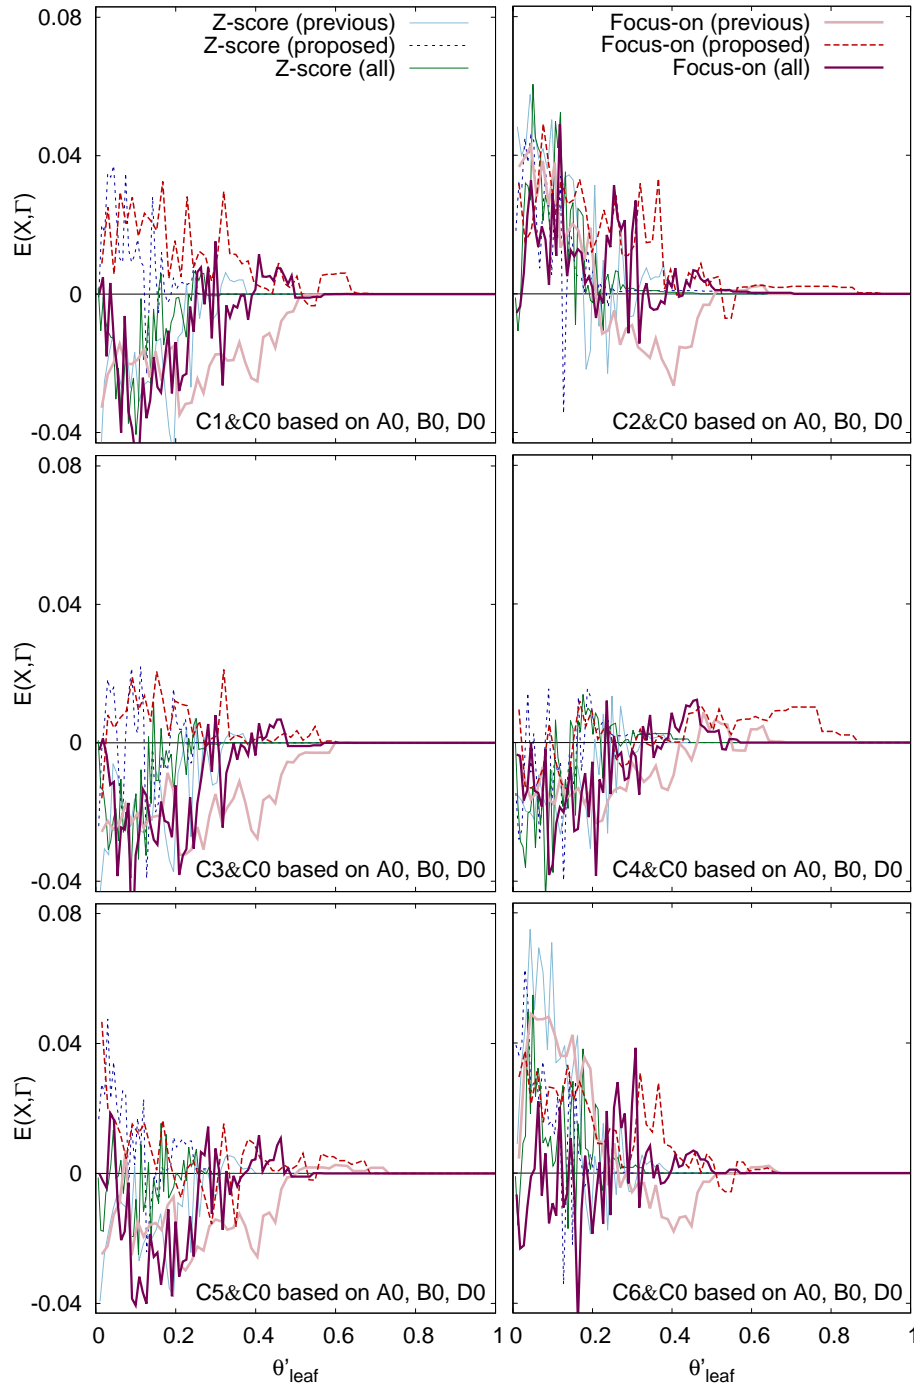 Z-score (previous)
Z-score (proposed)
Z-score (all)
Focus-on (previous)
Focus-on (proposed)
Focus-on (all)
0.08
0.04
0
-0.04
E(X,Γ)
C1&C0 based on A0, B0, D0
C2&C0 based on A0, B0, D0
0.08
0.04
0
-0.04
E(X,Γ)
C3&C0 based on A0, B0, D0
C4&C0 based on A0, B0, D0
0.08
0.04
0
-0.04
E(X,Γ)
C5&C0 based on A0, B0, D0
C6&C0 based on A0, B0, D0
0 0.2 0.4 0.6 0.8 1
0 0.2 0.4 0.6 0.8 1
θ'leaf
θ'leaf